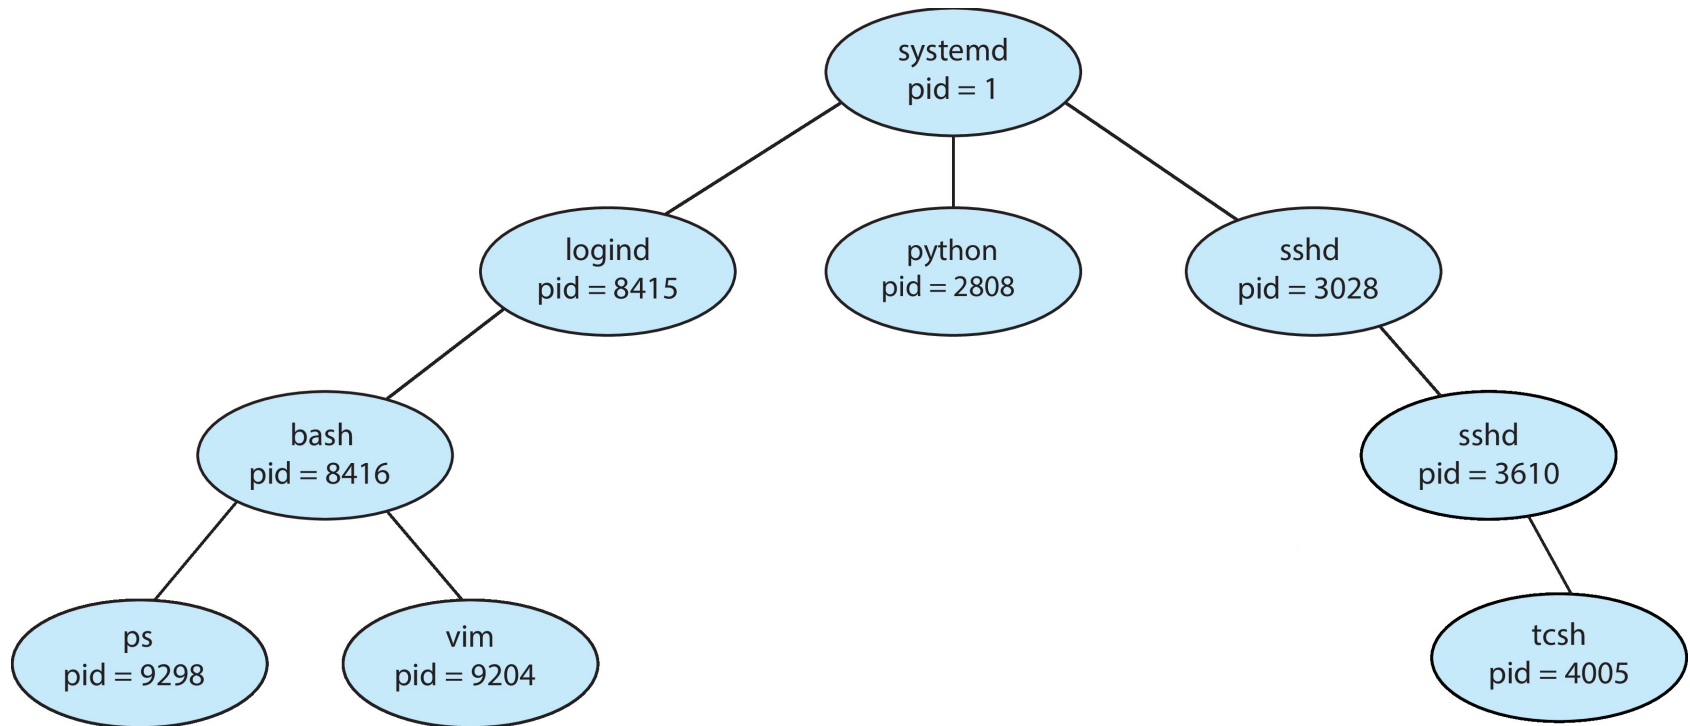 systemd
pid = 1
logind
pid = 8415
python
pid = 2808
sshd
pid = 3028
bash
pid = 8416
sshd
pid = 3610
ps
pid = 9298
vim
pid = 9204
tcsh
pid = 4005